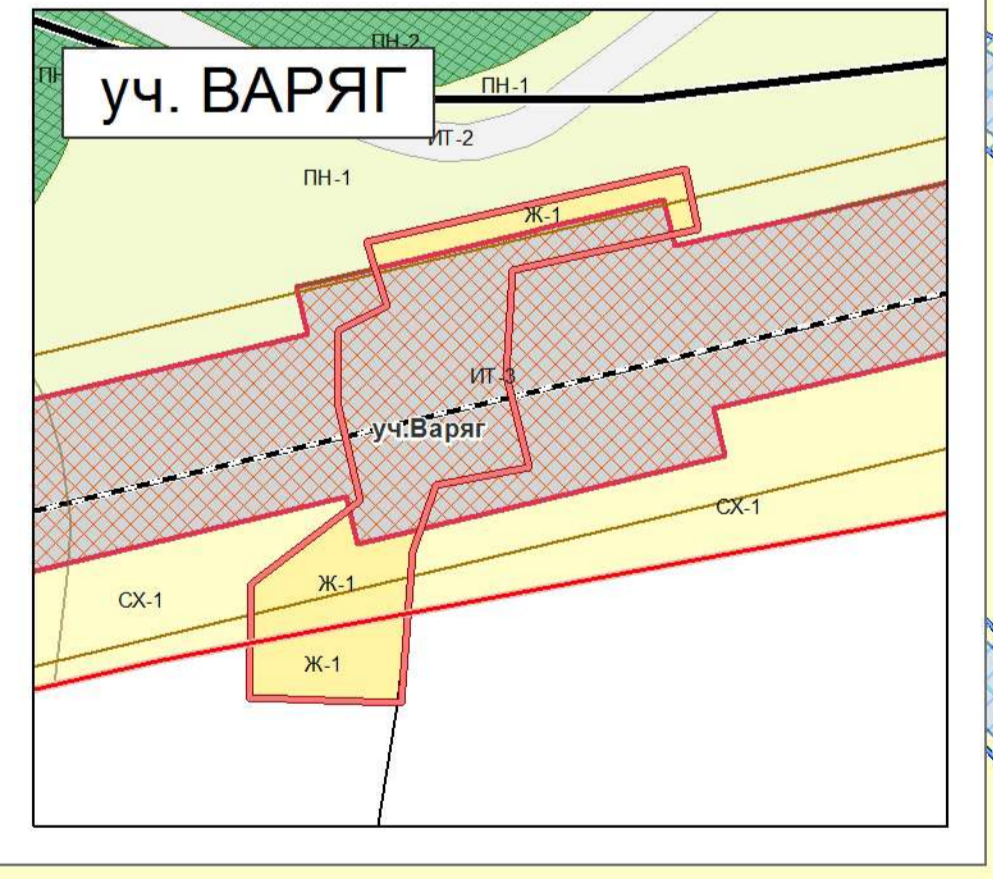 ПН-2
ПН
уч. ВАРЯГ
ПН-1
ИТ-2
ПН-1
Ж-1
ИТ-3
уч.Варяг
СХ-1
Ж-1
СХ-1
Ж-1